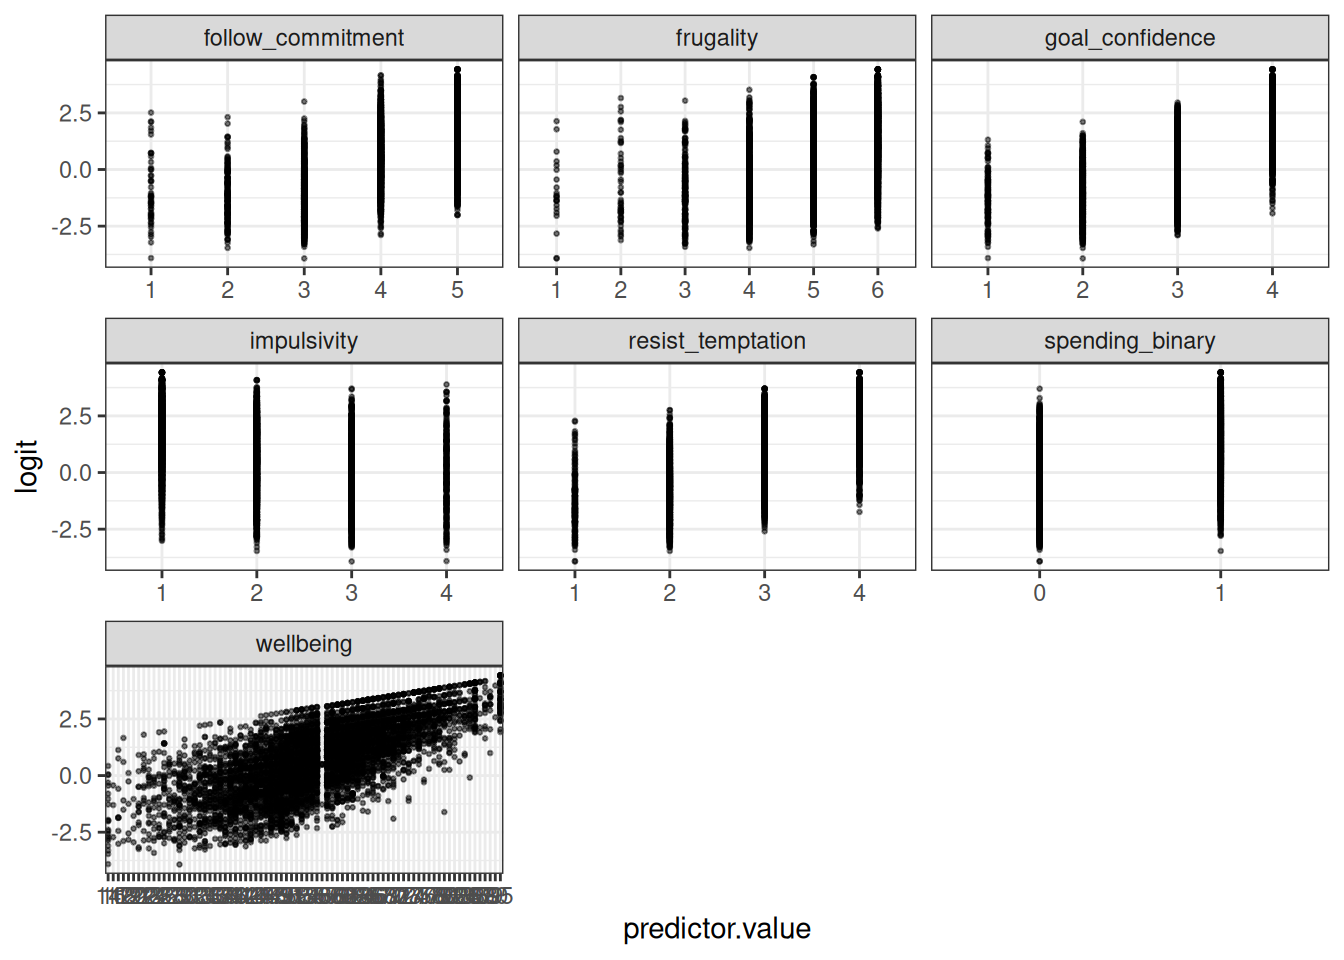 follow_commitment frugality goal_confidence
2.5
0.0
-2.5
1 2 3 4 5 1 2 3 4 5 6 1 2 3 4
impulsivity resist_temptation spending_binary
2.5
0.0
-2.5
1 2 3 4 1 2 3 4 0 1
wellbeing
2.5
0.0
-2.5
logit
predictor.value